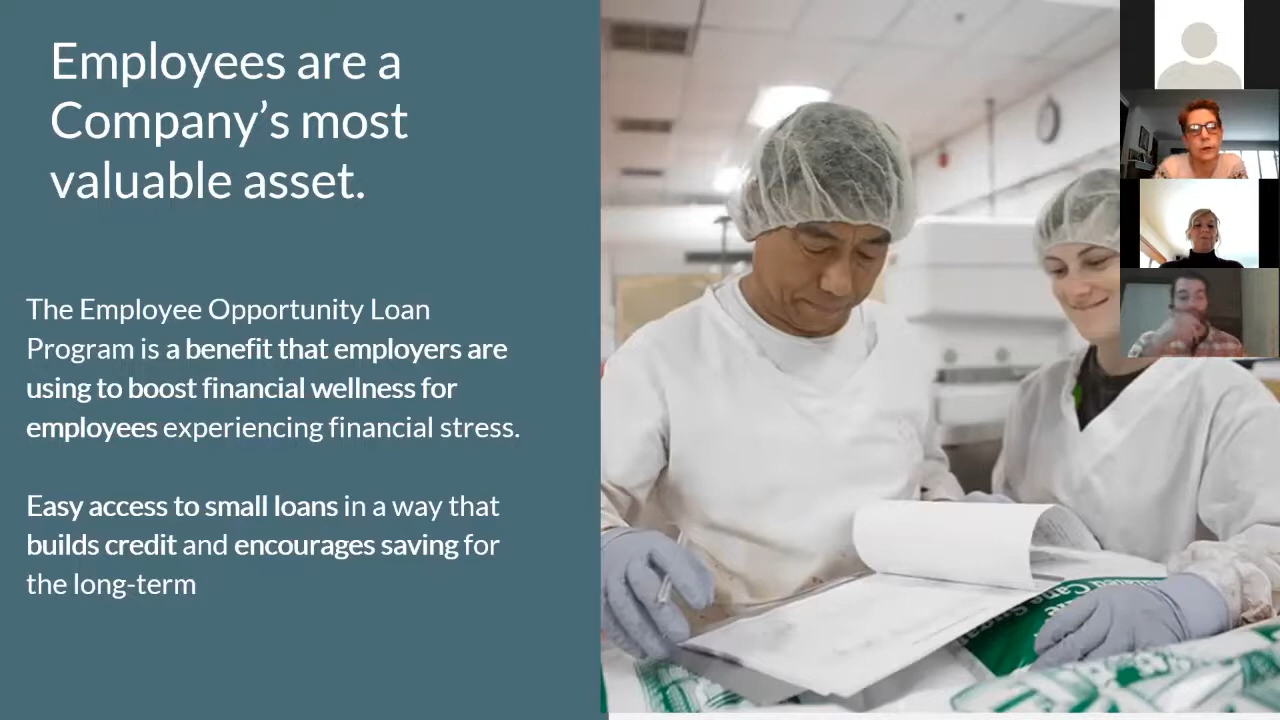 Employees are a
Company’s most
valuable asset.
The Employee Opportunity Loan
Program is a benefit that employers are
using to boost financial wellness for
employees experiencing financial stress.
Easy access to small loans in a way that
builds credit and encourages saving for
the long-term
Cane Sugar